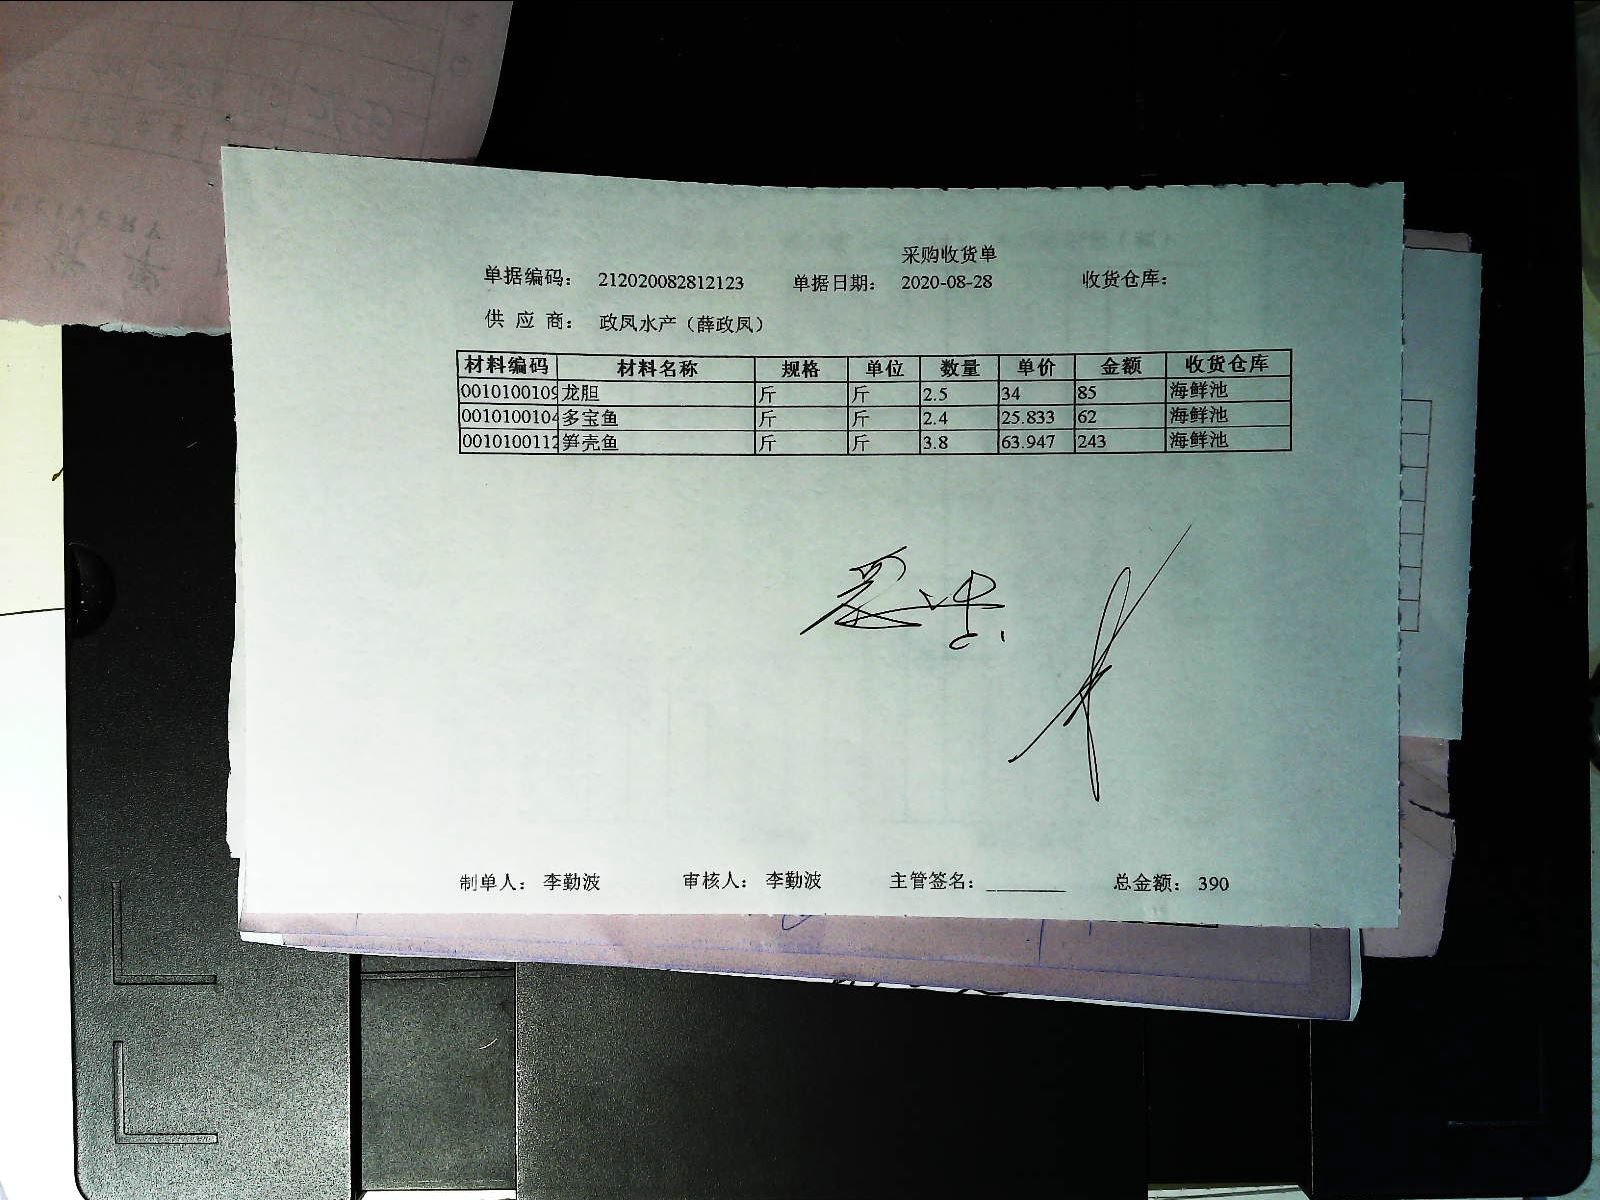 采购收货单
单据编码： 212020082812123 单据日期： 2020-08-28 收货仓库：
供 应 商： 政凤水产（薛政凤）
材料编码 材料名称 规格 单位 数量 单价 金额 收货仓库
0010100109 龙胆 斤 斤 2.5 34 85 海鲜池
0010100104 多宝鱼 斤 斤 2.4 25.833 62 海鲜池
0010100112 笋壳鱼 斤 斤 3.8 63.947 243 海鲜池
制单人： 李勤波 审核人： 李勤波 主管签名：________ 总金额： 390